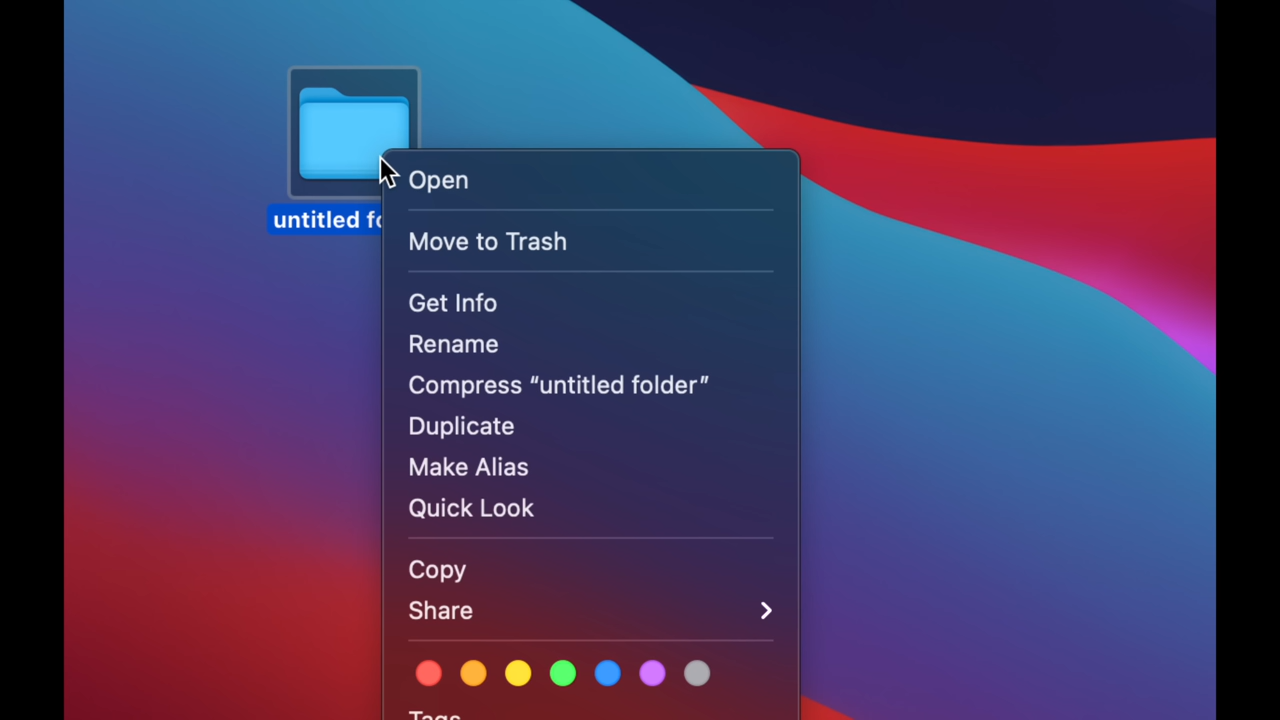 untitled fo
Open
Move to Trash
Get Info
Rename
Compress “untitled folder”
Duplicate
Make Alias
Quick Look
Copy
Share
Tags